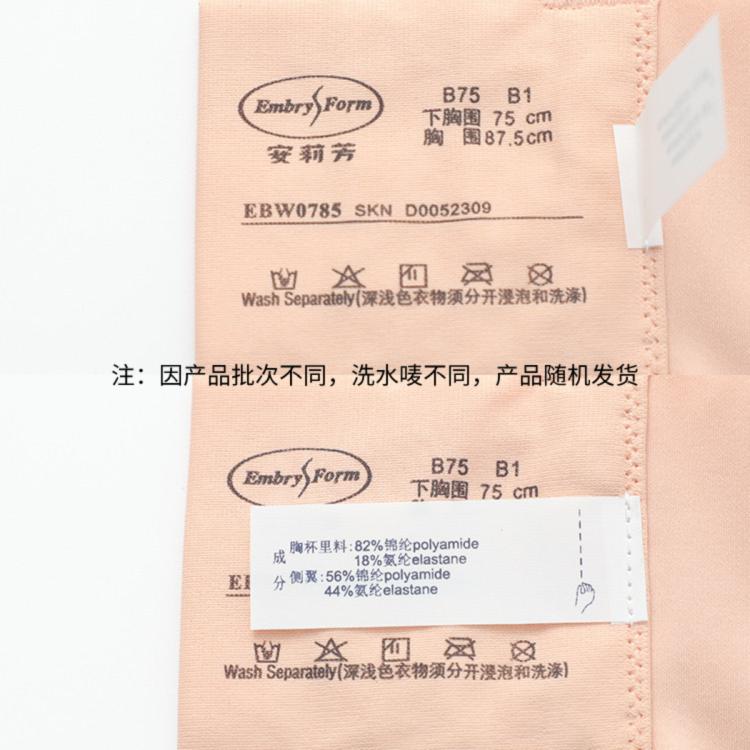 Embry Form
安莉芳
B75 B1
下胸围 75 cm
胸 围 87.5cm
EBW0785 SKN D0052309
Wash Separately(深浅色衣物须分开浸泡和洗涤)
注：因产品批次不同，洗水唛不同，产品随机发货
Embry Form
B75 B1
下胸围 75 cm
成分
胸杯里料:82%锦纶polyamide
18%氨纶elastane
侧翼:56%锦纶polyamide
44%氨纶elastane
Wash Separately(深浅色衣物须分开浸泡和洗涤)